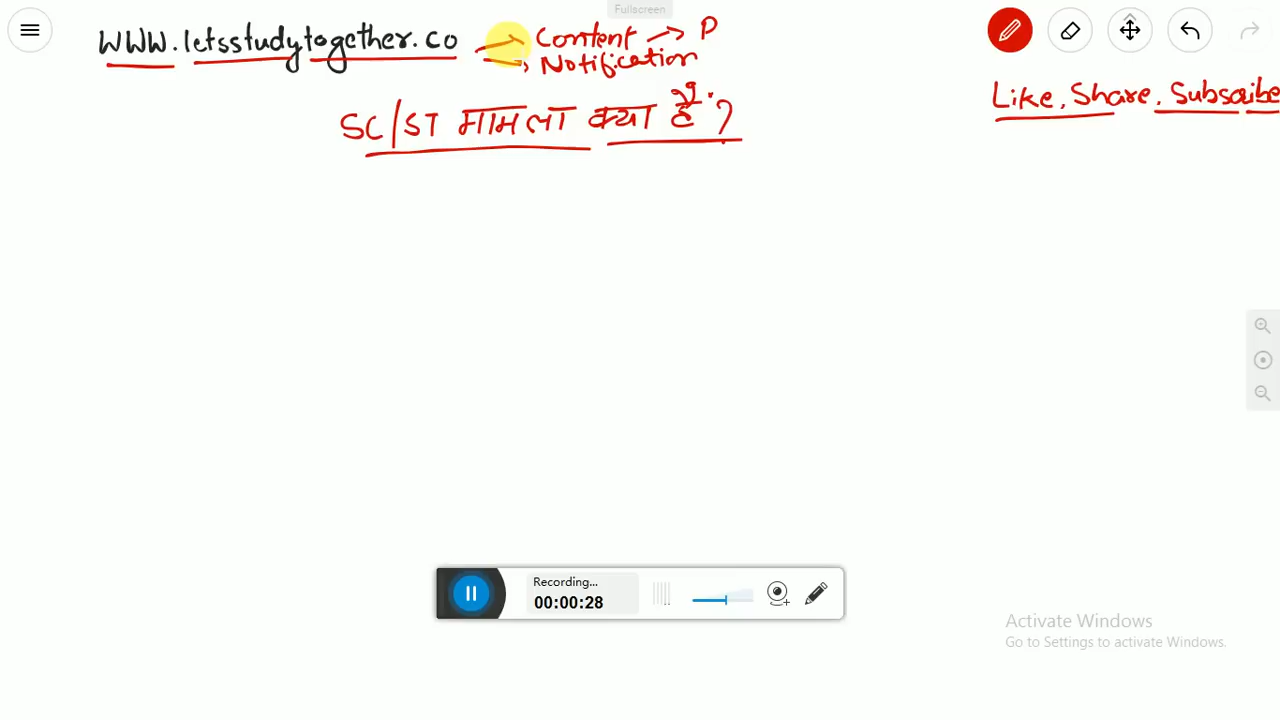 Fullscreen
WWW.letsstudytogether.co → Content → P
→ Notification
Like, Share, Subscribe
SC/ST मामला क्या है ?
Recording...
00:00:28
Activate Windows
Go to Settings to activate Windows.